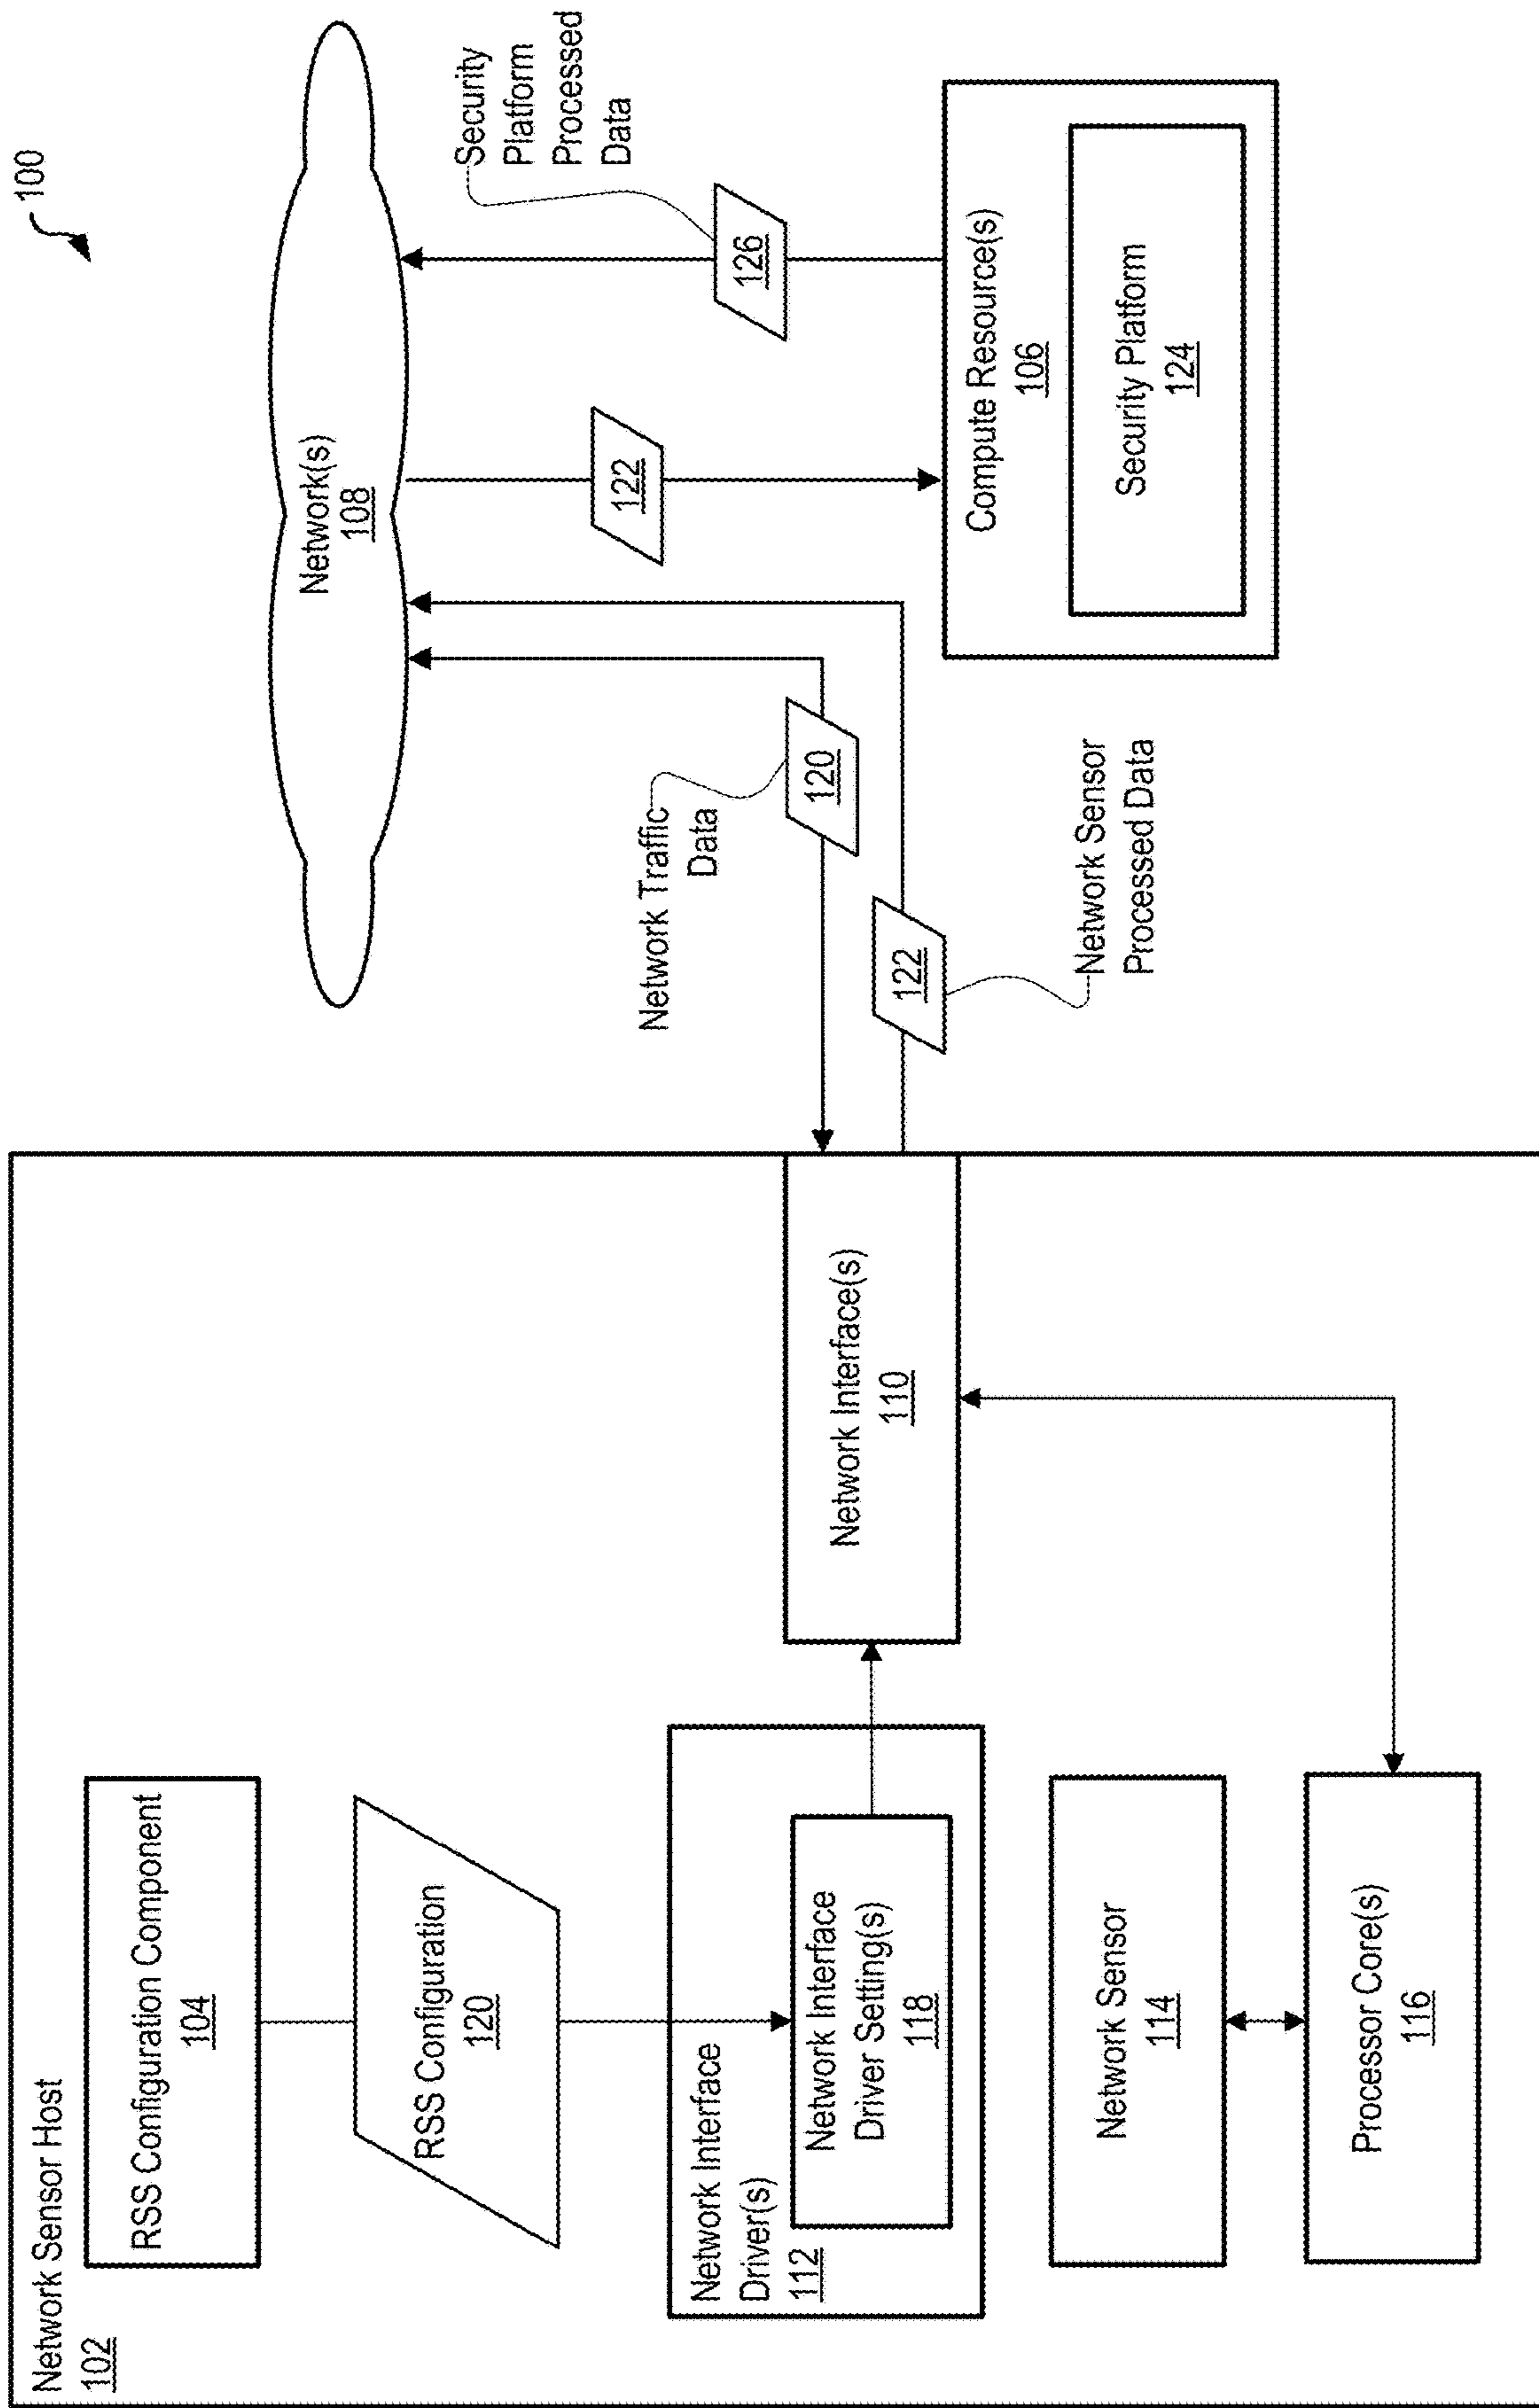 100
Network Sensor Host
102
RSS Configuration Component
104
RSS Configuration
120
Network Interface
Driver(s)
112
Network Interface
Driver Setting(s)
118
Network Sensor
114
Processor Core(s)
116
Network Interface(s)
110
Network(s)
108
Network Traffic
Data
120
122
Network Sensor
Processed Data
122
Security
Platform
Processed
Data
126
Compute Resource(s)
106
Security Platform
124